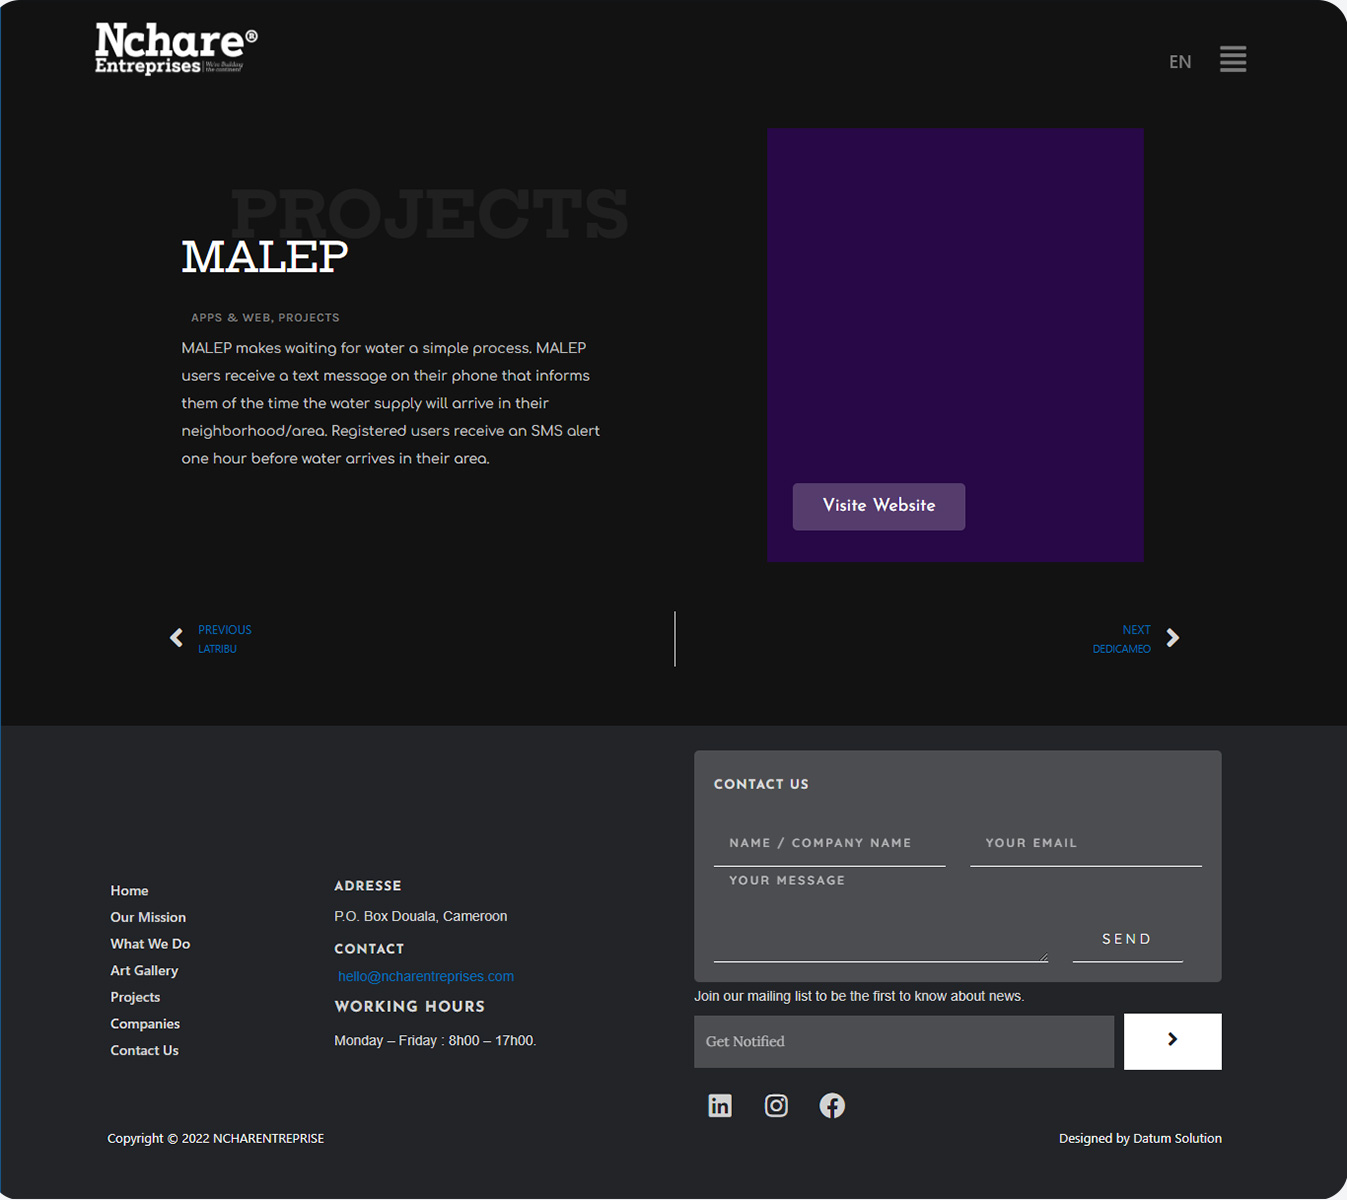 Nchare®
Entreprises | We're Building the continent
EN
PROJECTS
MALEP
APPS & WEB, PROJECTS
MALEP makes waiting for water a simple process. MALEP
users receive a text message on their phone that informs
them of the time the water supply will arrive in their
neighborhood/area. Registered users receive an SMS alert
one hour before water arrives in their area.
Visite Website
PREVIOUS
LATRIBU
NEXT
DEDICAMEO
Home
Our Mission
What We Do
Art Gallery
Projects
Companies
Contact Us
ADRESSE
P.O. Box Douala, Cameroon
CONTACT
hello@ncharentreprises.com
WORKING HOURS
Monday – Friday : 8h00 – 17h00.
CONTACT US
NAME / COMPANY NAME
YOUR EMAIL
YOUR MESSAGE
SEND
Join our mailing list to be the first to know about news.
Get Notified
Copyright © 2022 NCHARENTREPRISE
Designed by Datum Solution